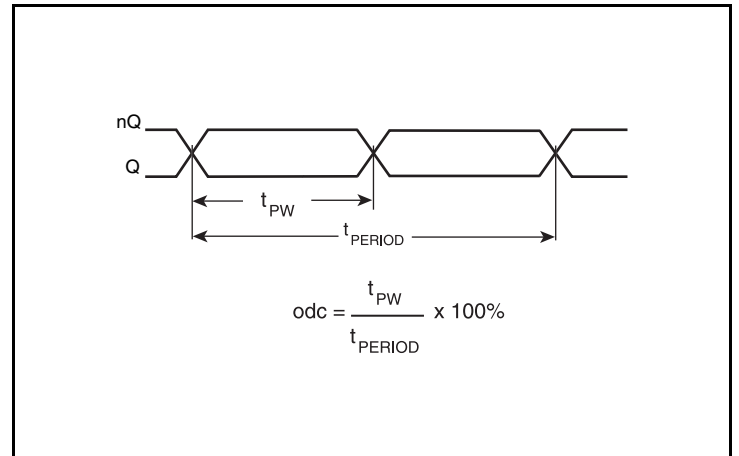 nQ
Q
tPW
tPERIOD
odc = tPW / tPERIOD x 100%